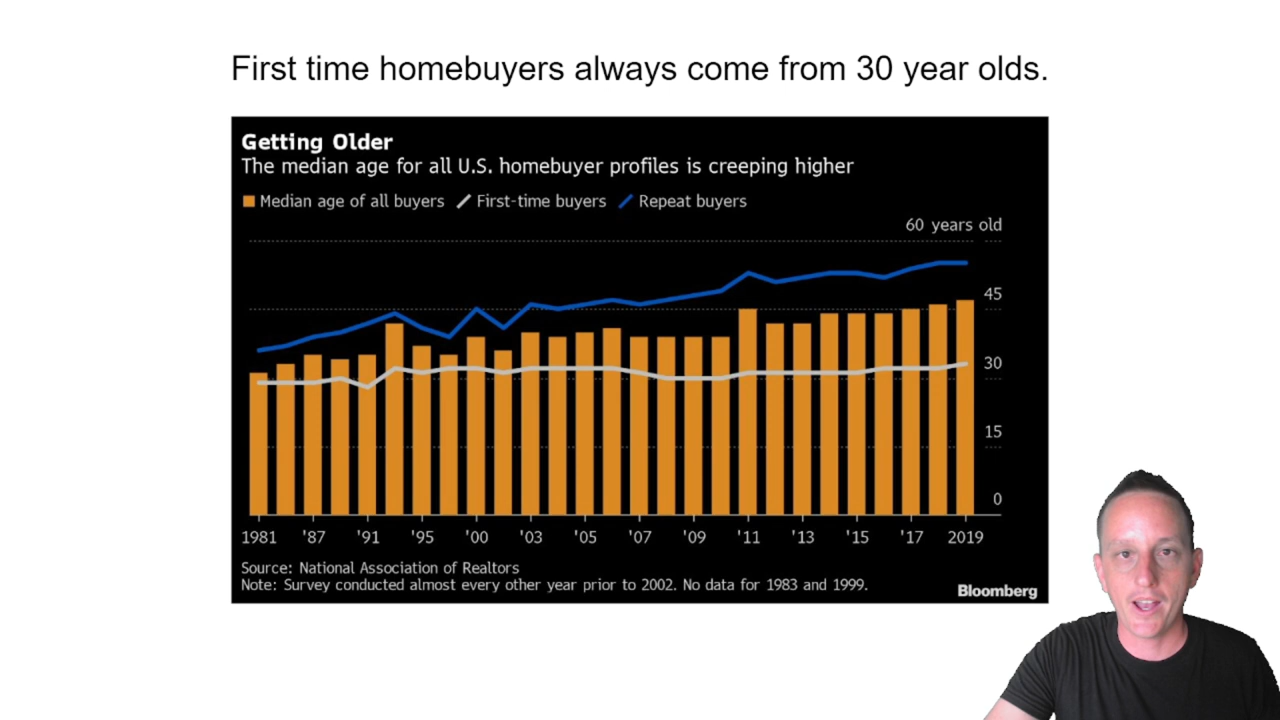 First time homebuyers always come from 30 year olds.
Getting Older
The median age for all U.S. homebuyer profiles is creeping higher
Median age of all buyers First-time buyers Repeat buyers
60 years old
45
30
15
0
1981 '87 '91 '95 '00 '03 '05 '07 '09 '11 '13 '15 '17 2019
Source: National Association of Realtors
Note: Survey conducted almost every other year prior to 2002. No data for 1983 and 1999.
Bloomberg